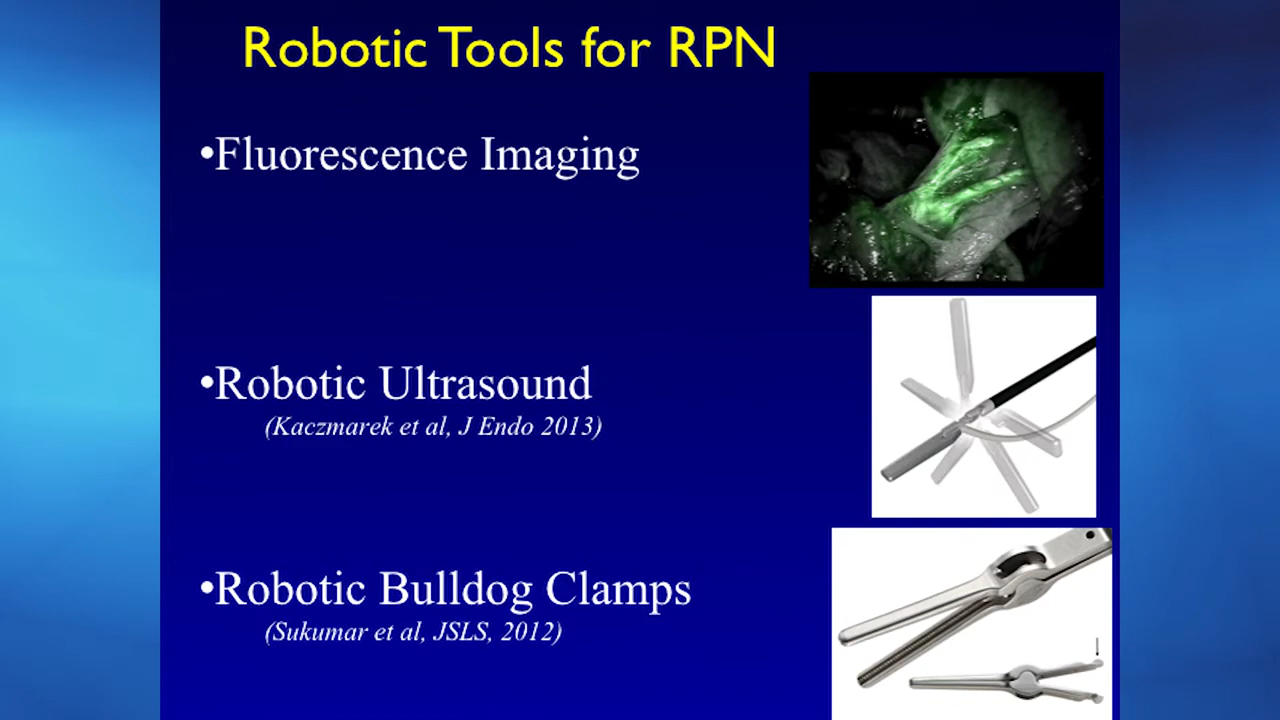 Robotic Tools for RPN
•Fluorescence Imaging
•Robotic Ultrasound
(Kaczmarek et al, J Endo 2013)
•Robotic Bulldog Clamps
(Sukumar et al, JSLS, 2012)